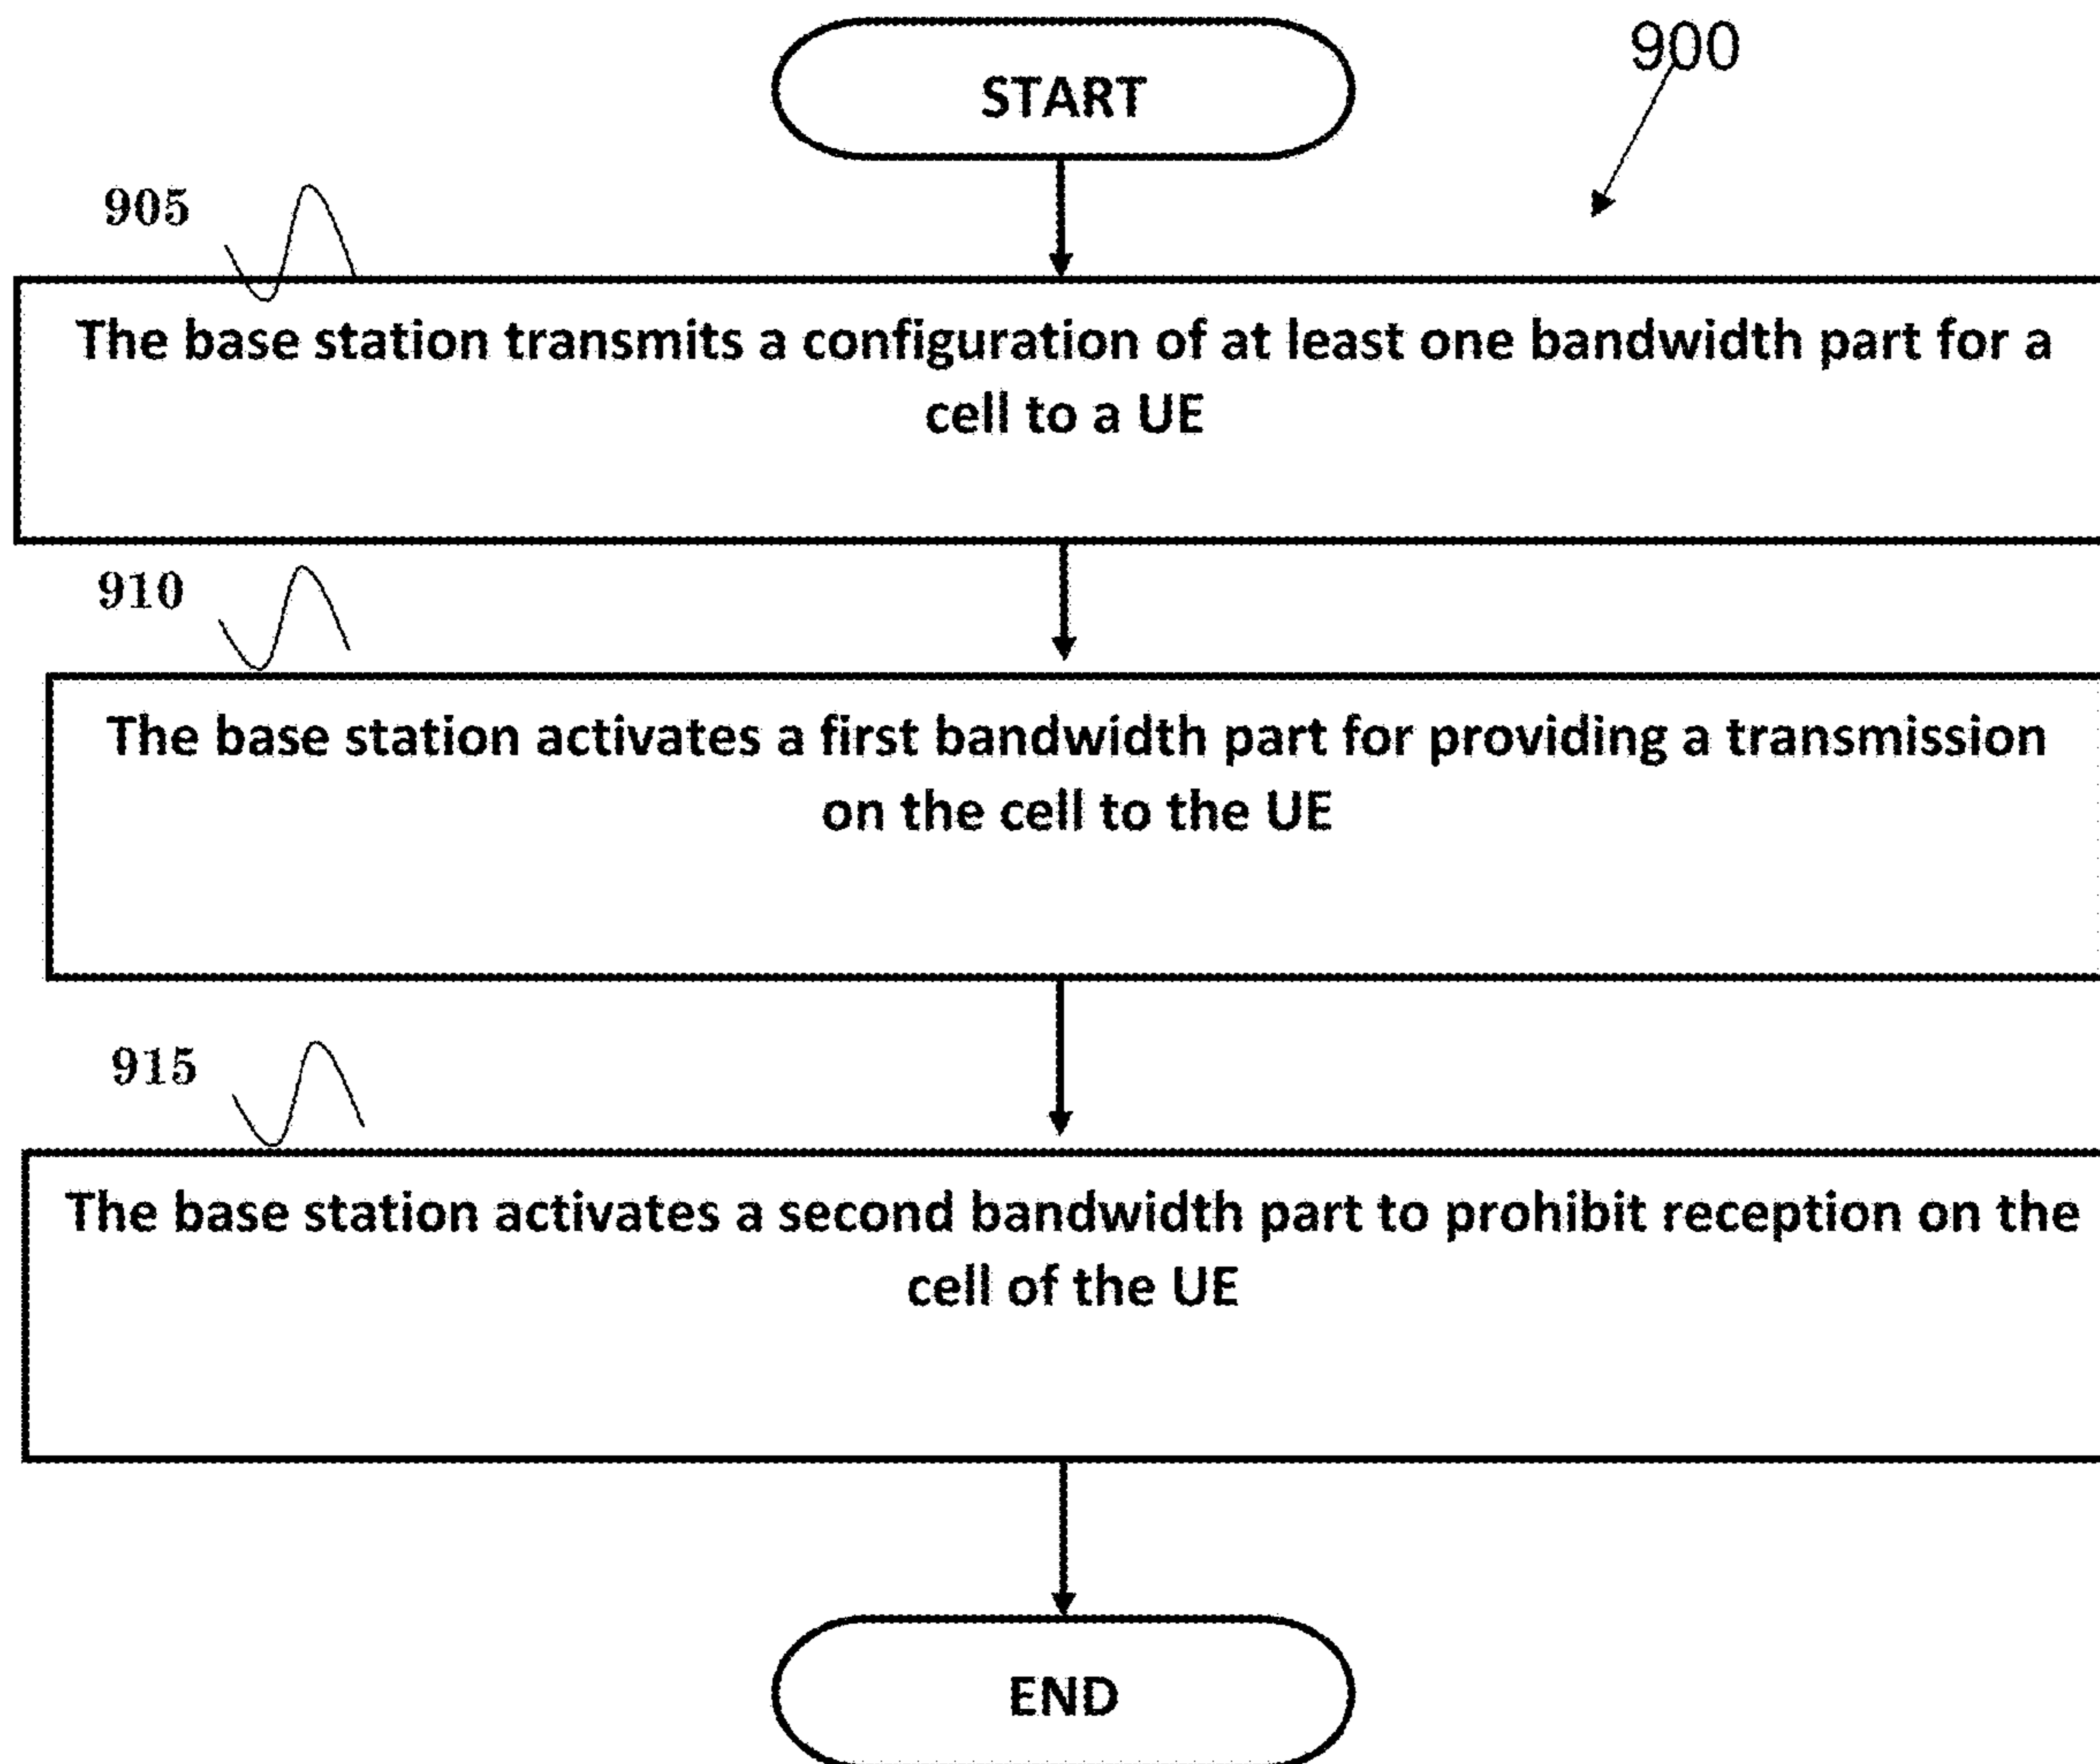 START
900
905
The base station transmits a configuration of at least one bandwidth part for a
cell to a UE
910
The base station activates a first bandwidth part for providing a transmission
on the cell to the UE
915
The base station activates a second bandwidth part to prohibit reception on the
cell of the UE
END